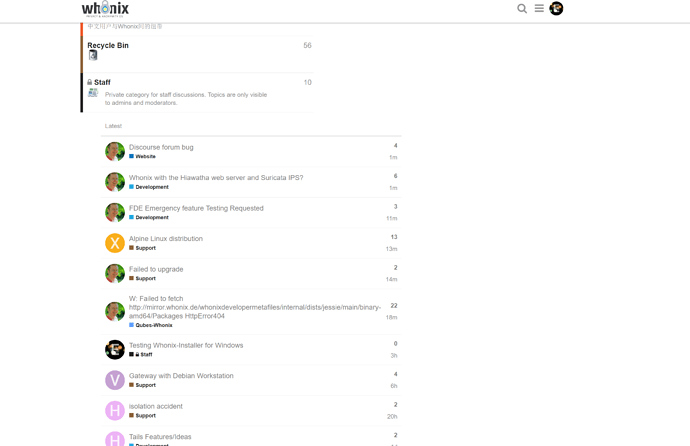 whonix
中文用户与Whonix问到指南
Recycle Bin 56
Staff 10
Private category for staff discussions. Topics are only visible
to admins and moderators.
Latest
Discourse forum bug 4
Website 1m
Whonix with the Hiawatha web server and Suricata IPS? 6
Development 1m
FDE Emergency feature Testing Requested 3
Development 11m
X Alpine Linux distribution 13
Support 13m
Failed to upgrade 2
Support 14m
W: Failed to fetch
http://mirror.whonix.de/whonixdevelopermetafiles/internal/dists/jessie/main/binary- 22
amd64/Packages HttpError404
Qubes-Whonix 18m
Testing Whonix-Installer for Windows 0
Staff 3h
V Gateway with Debian Workstation 4
Support 6h
H isolation accident 2
Support 20h
H Tails Features/Ideas 2
Development